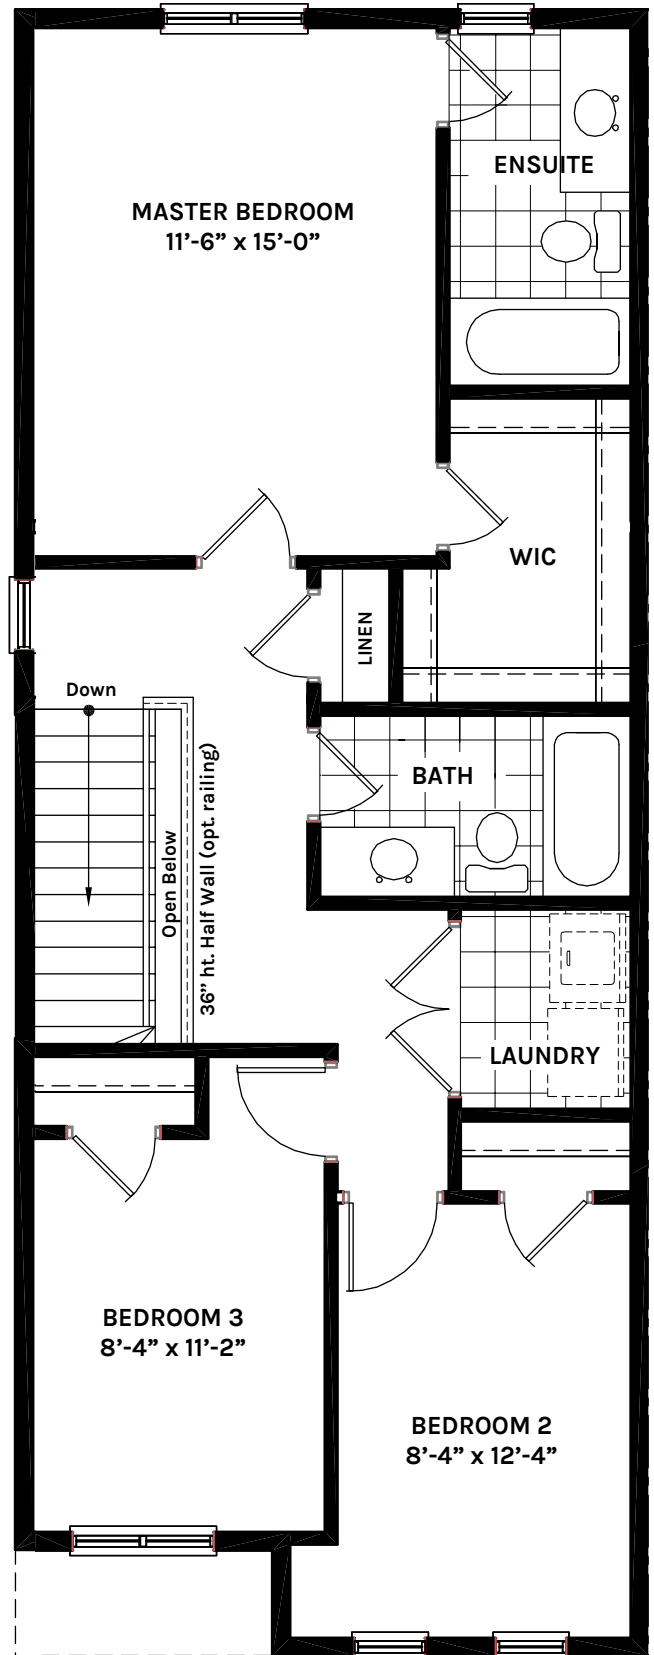 ENSUITE
MASTER BEDROOM
11’-6” x 15’-0”
WIC
LINEN
Down
BATH
Open Below
36” ht. Half Wall (opt. railing)
LAUNDRY
BEDROOM 3
8’-4” x 11’-2”
BEDROOM 2
8’-4” x 12’-4”